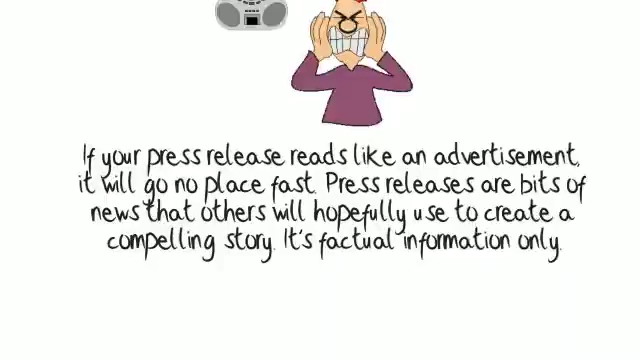 If your press release reads like an advertisement,
it will go no place fast. Press releases are bits of
news that others will hopefully use to create a
compelling story. It's factual information only.